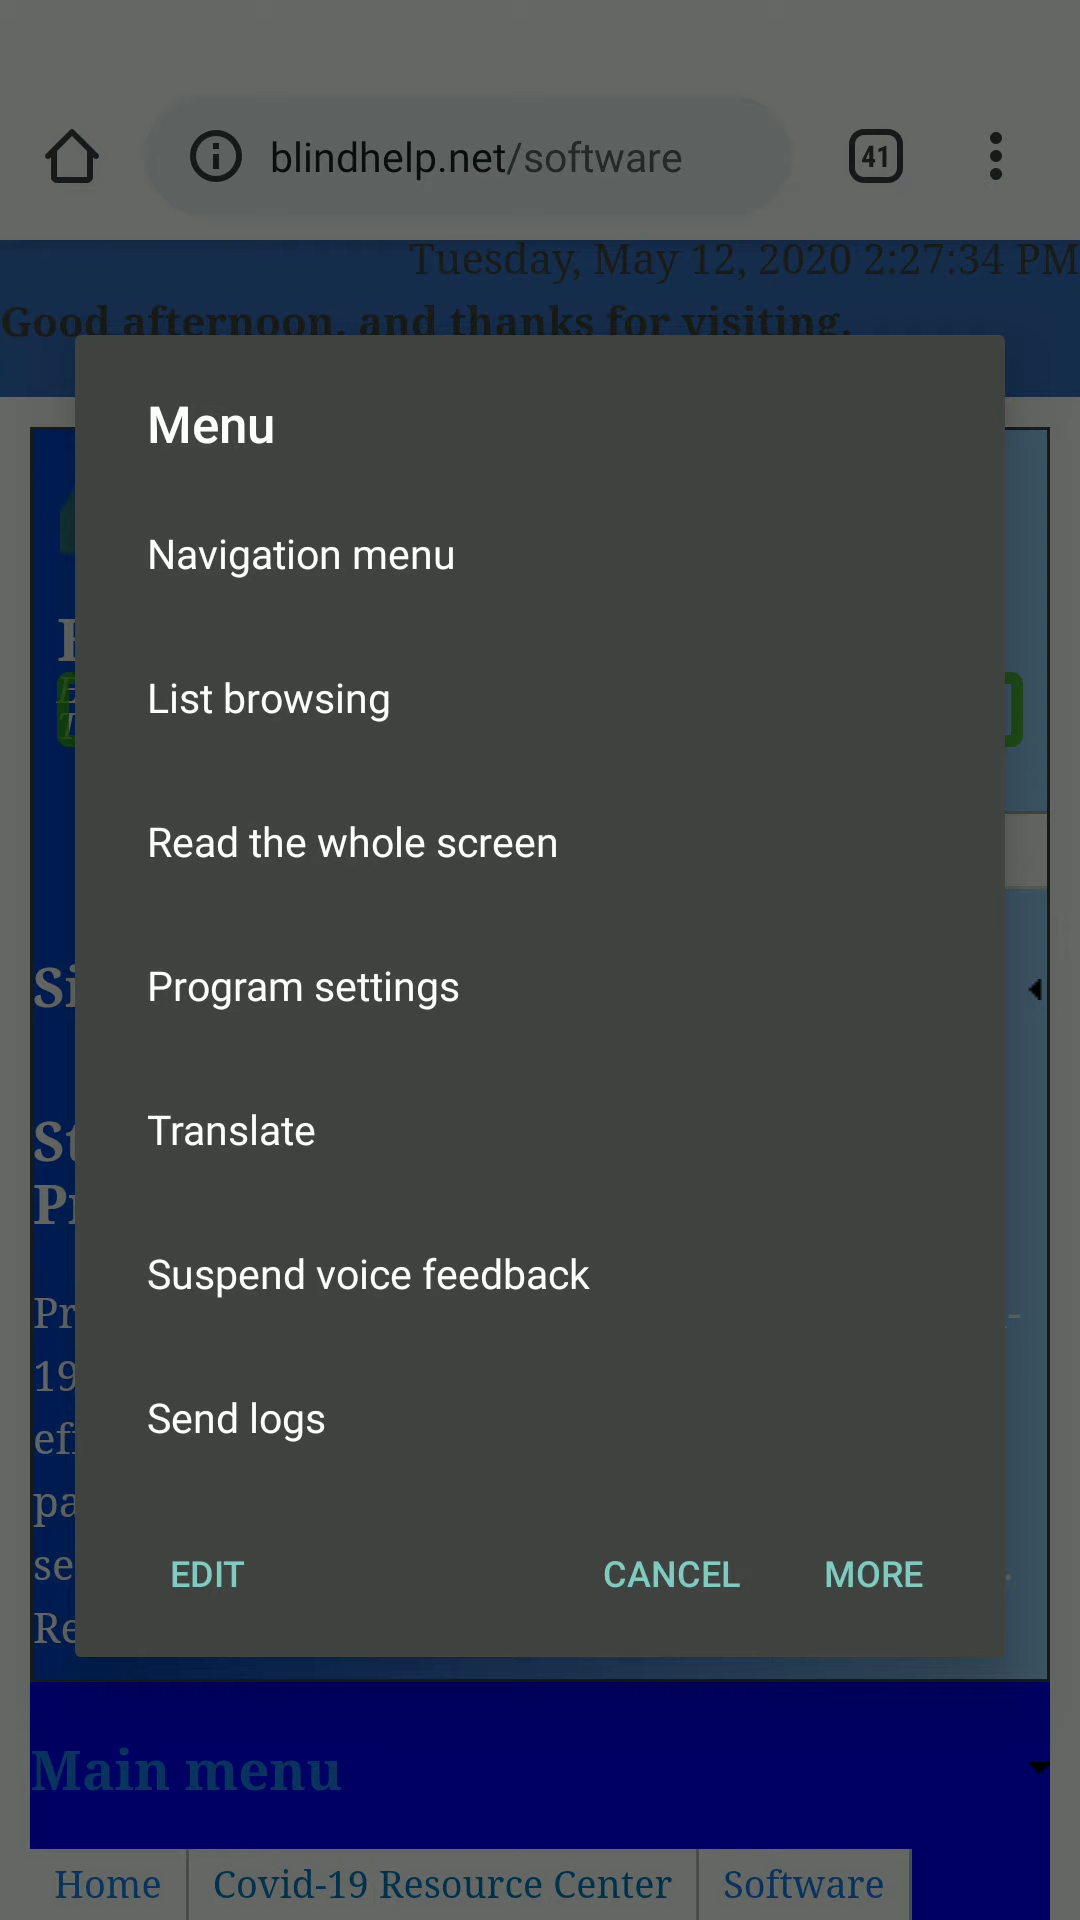 blindhelp.net/software
41
Tuesday, May 12, 2020 2:27:34 PM
Good afternoon, and thanks for visiting.
Menu
Navigation menu
List browsing
Read the whole screen
Program settings
Translate
Suspend voice feedback
Send logs
EDIT CANCEL MORE
Main menu
Home Covid-19 Resource Center Software